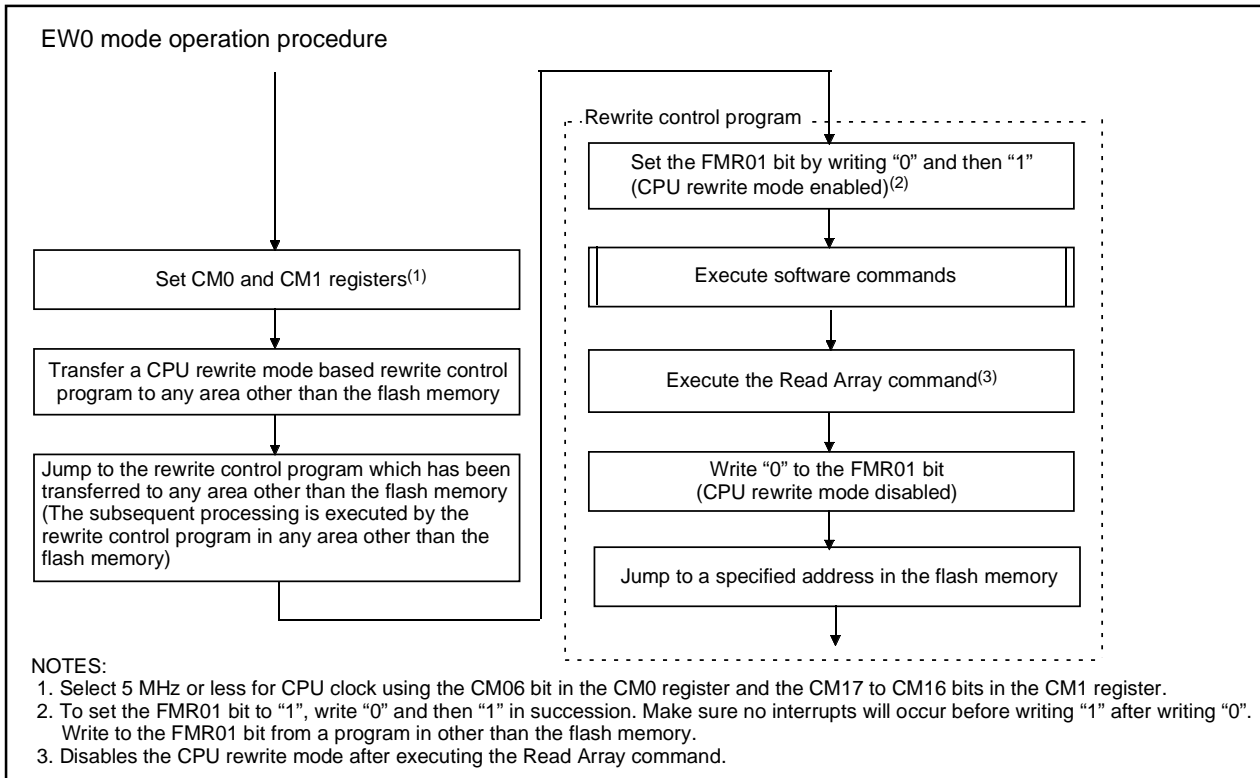 EW0 mode operation procedure
Set CM0 and CM1 registers(1)
Transfer a CPU rewrite mode based rewrite control
program to any area other than the flash memory
Jump to the rewrite control program which has been
transferred to any area other than the flash memory
(The subsequent processing is executed by the
rewrite control program in any area other than the
flash memory)
Rewrite control program
Set the FMR01 bit by writing “0” and then “1”
(CPU rewrite mode enabled)(2)
Execute software commands
Execute the Read Array command(3)
Write “0” to the FMR01 bit
(CPU rewrite mode disabled)
Jump to a specified address in the flash memory
NOTES:
1. Select 5 MHz or less for CPU clock using the CM06 bit in the CM0 register and the CM17 to CM16 bits in the CM1 register.
2. To set the FMR01 bit to “1”, write “0” and then “1” in succession. Make sure no interrupts will occur before writing “1” after writing “0”.
Write to the FMR01 bit from a program in other than the flash memory.
3. Disables the CPU rewrite mode after executing the Read Array command.